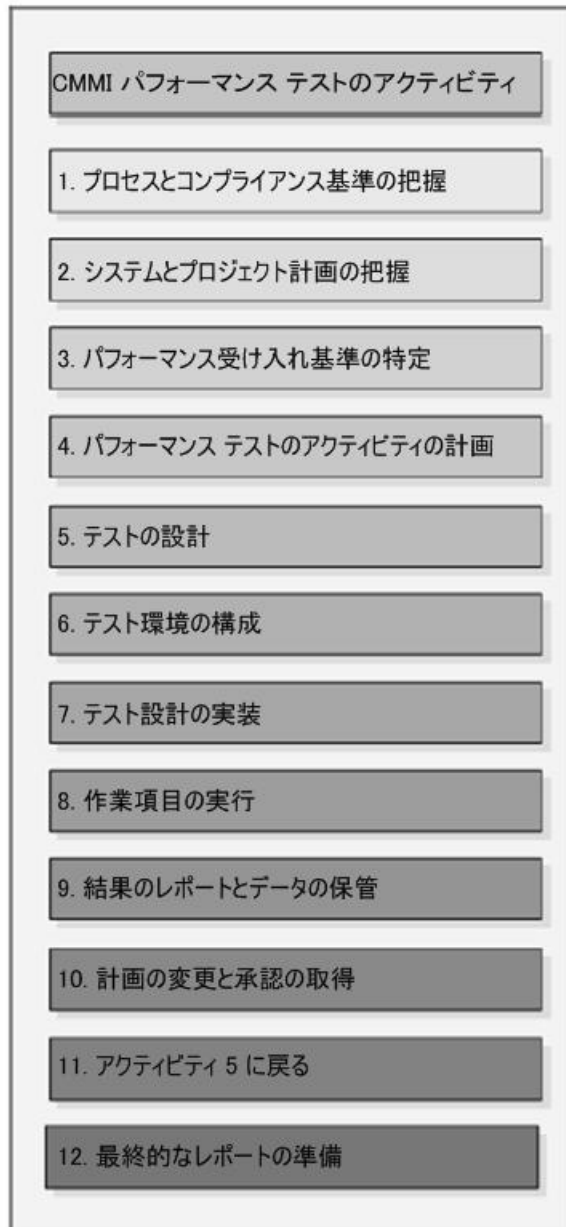 CMMI パフォーマンス テストのアクティビティ
1. プロセスとコンプライアンス基準の把握
2. システムとプロジェクト計画の把握
3. パフォーマンス受け入れ基準の特定
4. パフォーマンス テストのアクティビティの計画
5. テストの設計
6. テスト環境の構成
7. テスト設計の実装
8. 作業項目の実行
9. 結果のレポートとデータの保管
10. 計画の変更と承認の取得
11. アクティビティ 5 に戻る
12. 最終的なレポートの準備